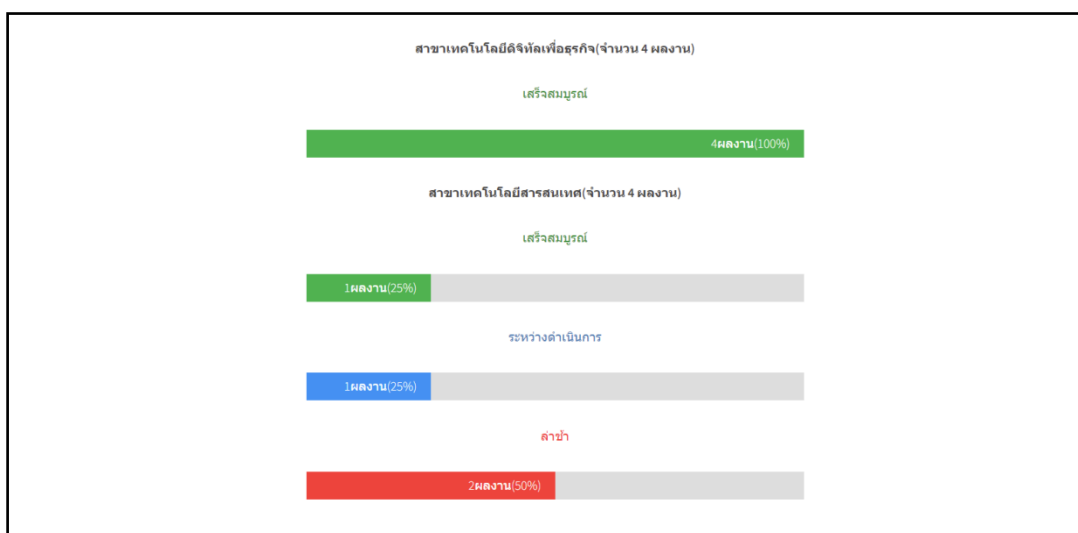 สาขาเทคโนโลยีดิจิทัลเพื่อธุรกิจ(จำนวน 4 ผลงาน)
เสร็จสมบูรณ์
4ผลงาน(100%)
สาขาเทคโนโลยีสารสนเทศ(จำนวน 4 ผลงาน)
เสร็จสมบูรณ์
1ผลงาน(25%)
ระหว่างดำเนินการ
1ผลงาน(25%)
ล่าช้า
2ผลงาน(50%)